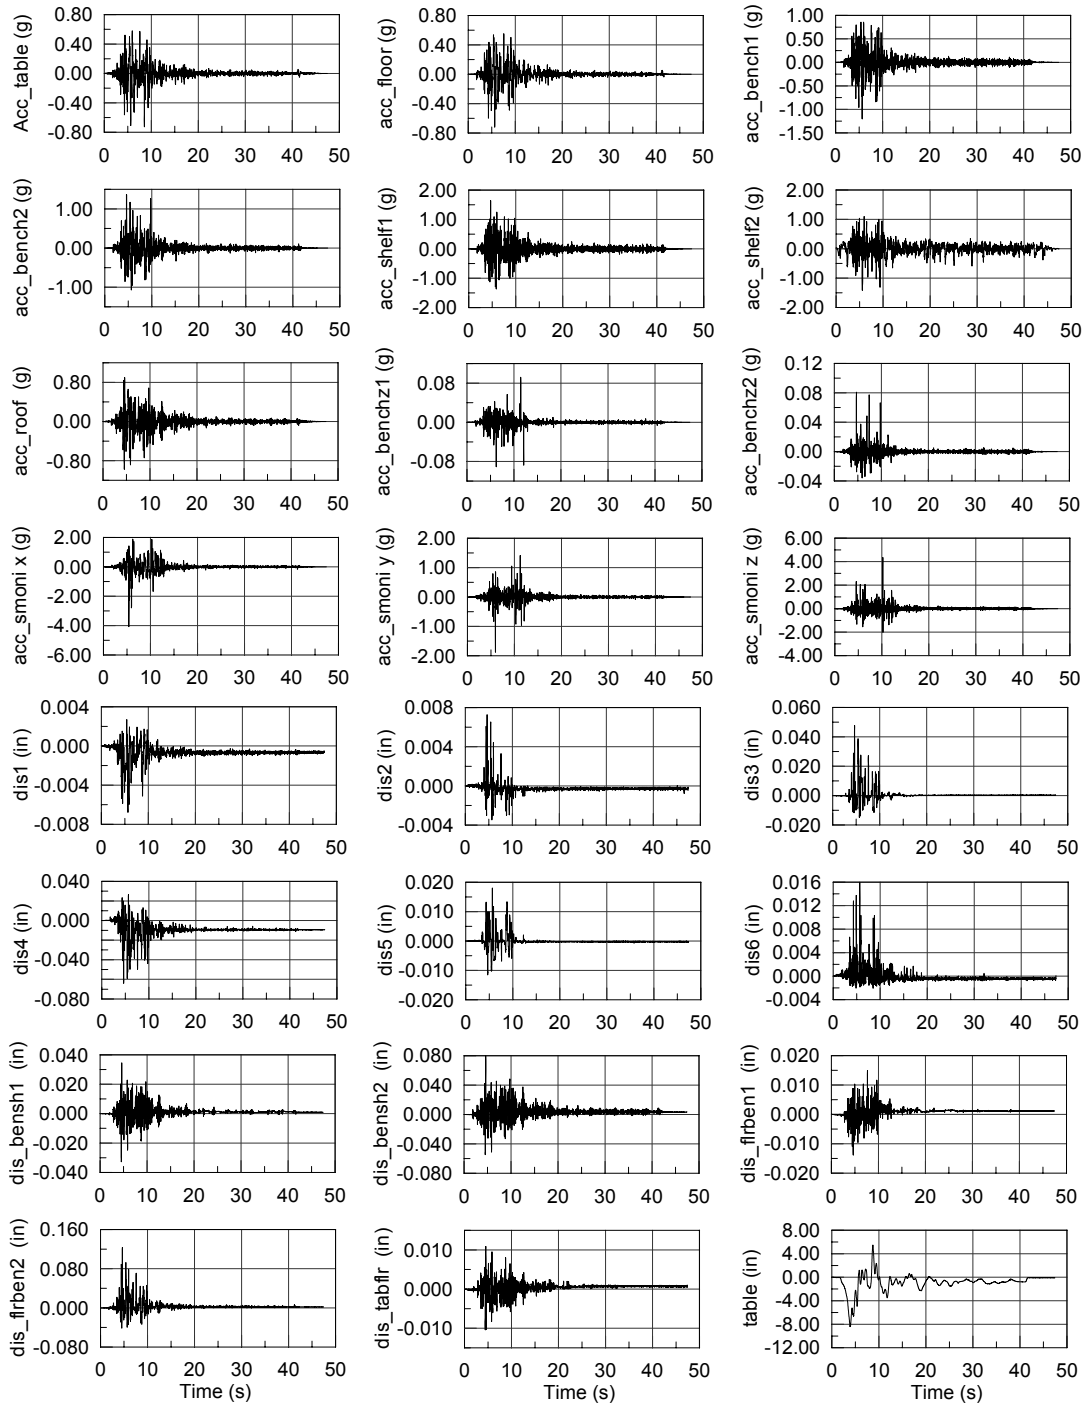 Acc_table (g)
0.80
0.40
0.00
-0.40
-0.80
0 10 20 30 40 50
acc_floor (g)
0.80
0.40
0.00
-0.40
-0.80
0 10 20 30 40 50
acc_bench1 (g)
1.00
0.50
0.00
-0.50
-1.00
-1.50
0 10 20 30 40 50
acc_bench2 (g)
1.00
0.00
-1.00
0 10 20 30 40 50
acc_shelf1 (g)
2.00
1.00
0.00
-1.00
-2.00
0 10 20 30 40 50
acc_shelf2 (g)
2.00
1.00
0.00
-1.00
-2.00
0 10 20 30 40 50
acc_roof (g)
0.80
0.00
-0.80
0 10 20 30 40 50
acc_benchz1 (g)
0.08
0.00
-0.08
0 10 20 30 40 50
acc_benchz2 (g)
0.12
0.08
0.04
0.00
-0.04
0 10 20 30 40 50
acc_smoni x (g)
2.00
0.00
-2.00
-4.00
-6.00
0 10 20 30 40 50
acc_smoni y (g)
2.00
1.00
0.00
-1.00
-2.00
0 10 20 30 40 50
acc_smoni z (g)
6.00
4.00
2.00
0.00
-2.00
-4.00
0 10 20 30 40 50
dis1 (in)
0.004
0.000
-0.004
-0.008
0 10 20 30 40 50
dis2 (in)
0.008
0.004
0.000
-0.004
0 10 20 30 40 50
dis3 (in)
0.060
0.040
0.020
0.000
-0.020
0 10 20 30 40 50
dis4 (in)
0.040
0.000
-0.040
-0.080
0 10 20 30 40 50
dis5 (in)
0.020
0.010
0.000
-0.010
-0.020
0 10 20 30 40 50
dis6 (in)
0.016
0.012
0.008
0.004
0.000
-0.004
0 10 20 30 40 50
dis_bensh1 (in)
0.040
0.020
0.000
-0.020
-0.040
0 10 20 30 40 50
dis_bensh2 (in)
0.080
0.040
0.000
-0.040
-0.080
0 10 20 30 40 50
dis_flrben1 (in)
0.020
0.010
0.000
-0.010
-0.020
0 10 20 30 40 50
dis_flrben2 (in)
0.160
0.080
0.000
-0.080
0 10 20 30 40 50
Time (s)
dis_tabflr (in)
0.010
0.000
-0.010
0 10 20 30 40 50
Time (s)
table (in)
8.00
4.00
0.00
-4.00
-8.00
-12.00
0 10 20 30 40 50
Time (s)